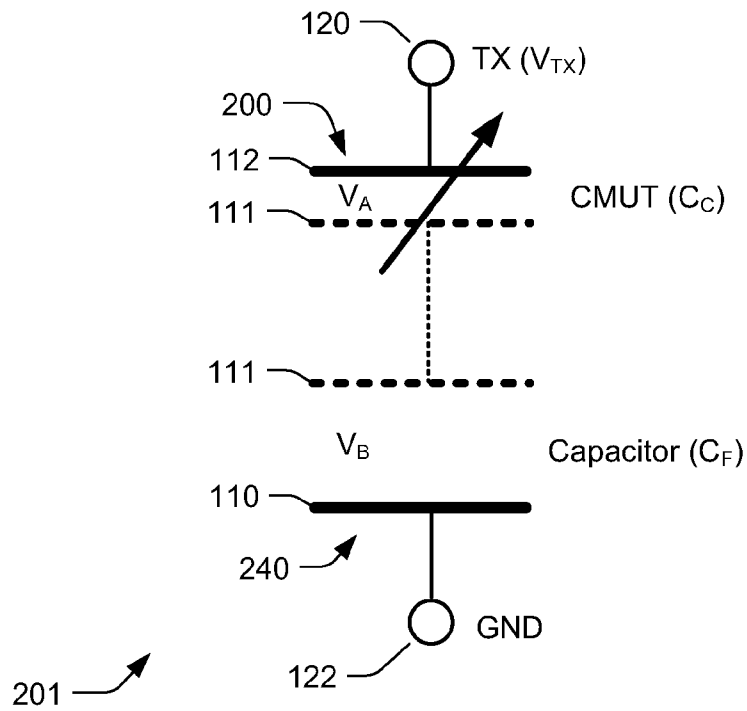 120
TX (VTX)
200
112
VA
CMUT (CC)
111
111
VB
Capacitor (CF)
110
240
GND
122
201